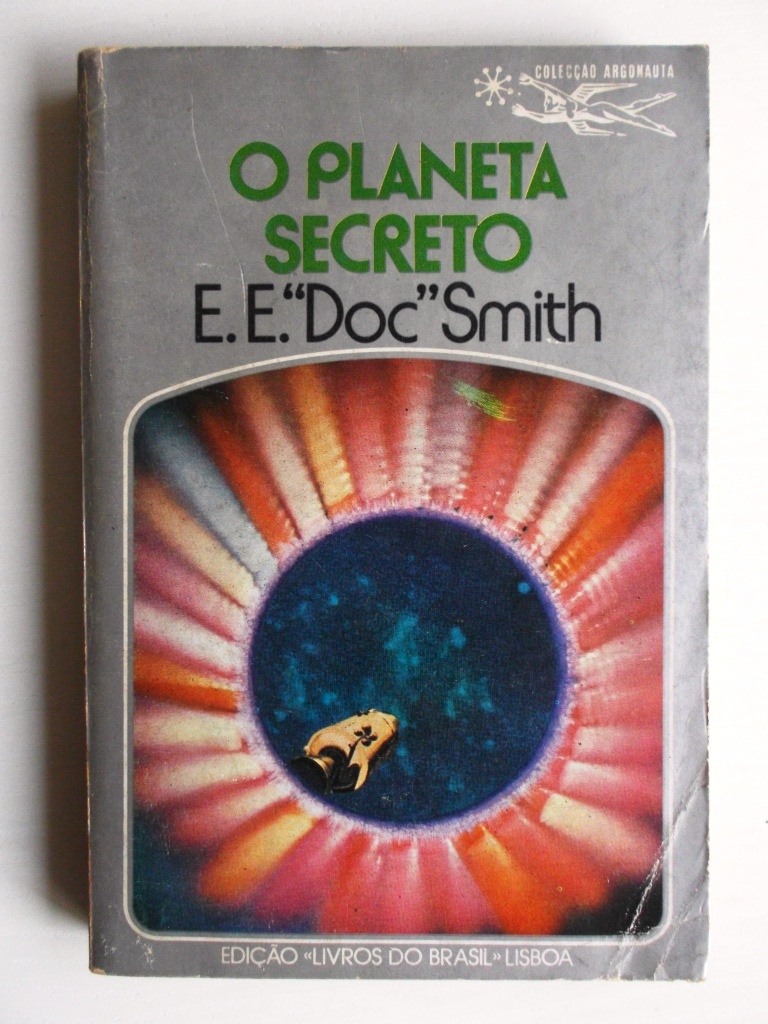 COLECÇÃO ARGONAUTA
O PLANETA
SECRETO
E.E. “Doc” Smith
EDIÇÃO «LIVROS DO BRASIL» LISBOA